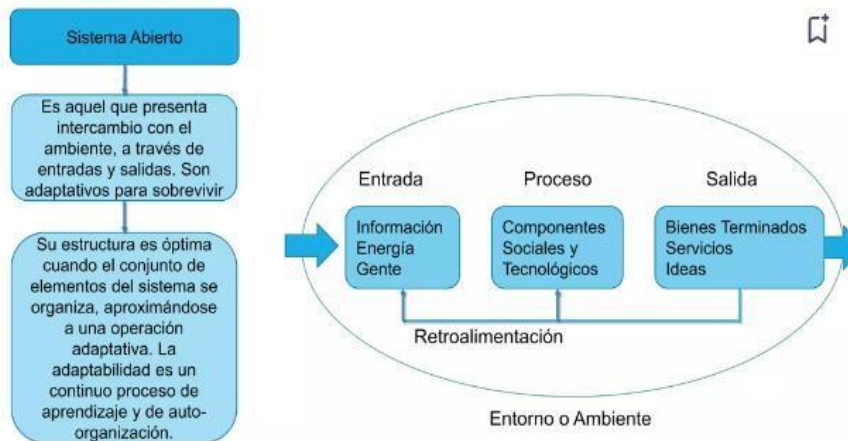 Sistema Abierto
Es aquel que presenta
intercambio con el
ambiente, a través de
entradas y salidas. Son
adaptativos para sobrevivir
Su estructura es óptima
cuando el conjunto de
elementos del sistema se
organiza, aproximándose
a una operación
adaptativa. La
adaptabilidad es un
continuo proceso de
aprendizaje y de auto-
organización.
Entrada
Proceso
Salida
Información
Energía
Gente
Componentes
Sociales y
Tecnológicos
Bienes Terminados
Servicios
Ideas
Retroalimentación
Entorno o Ambiente